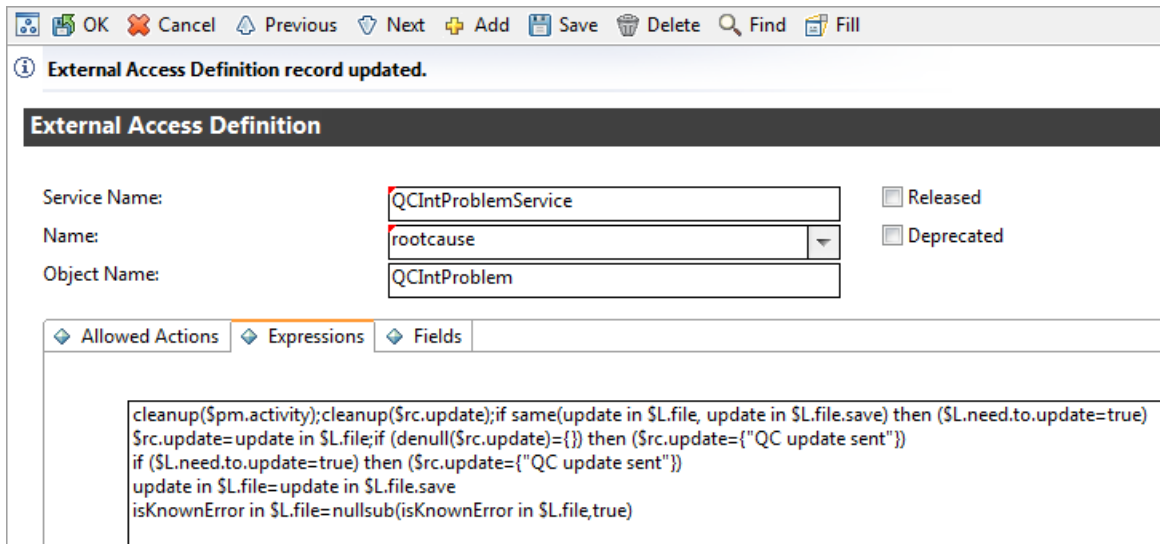 OK Cancel Previous Next Add Save Delete Find Fill
External Access Definition record updated.
External Access Definition
Service Name: QCIntProblemService Released
Name: rootcause Deprecated
Object Name: QCIntProblem
Allowed Actions Expressions Fields
cleanup($pm.activity);cleanup($rc.update);if same(update in $L.file, update in $L.file.save) then ($L.need.to.update=true)
$rc.update=update in $L.file;if (denull($rc.update)={}) then ($rc.update={"QC update sent"})
if ($L.need.to.update=true) then ($rc.update={"QC update sent"})
update in $L.file=update in $L.file.save
isKnownError in $L.file=nullsub(isKnownError in $L.file,true)